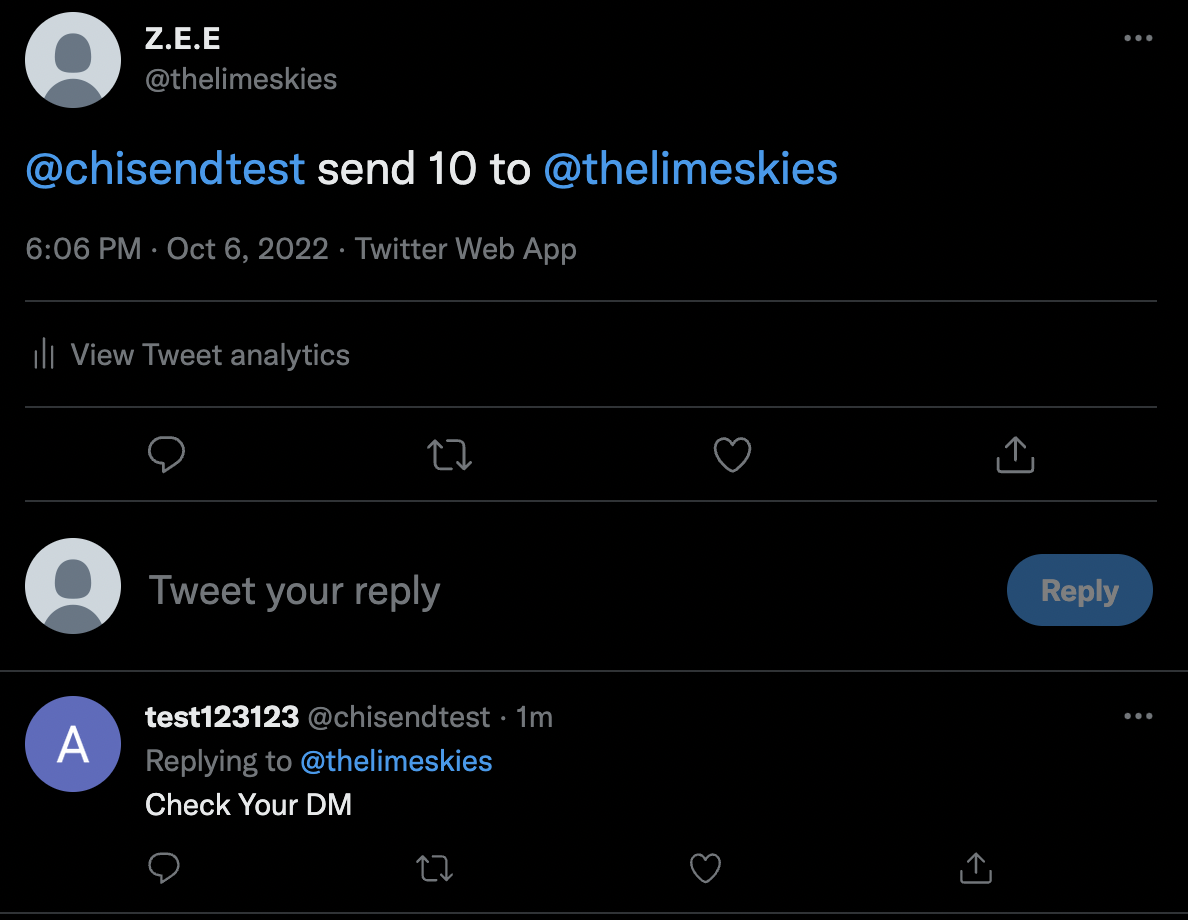 Z.E.E
@thelimeskies
@chisendtest send 10 to @thelimeskies
6:06 PM · Oct 6, 2022 · Twitter Web App
View Tweet analytics
Tweet your reply
Reply
A
test123123 @chisendtest · 1m
Replying to @thelimeskies
Check Your DM